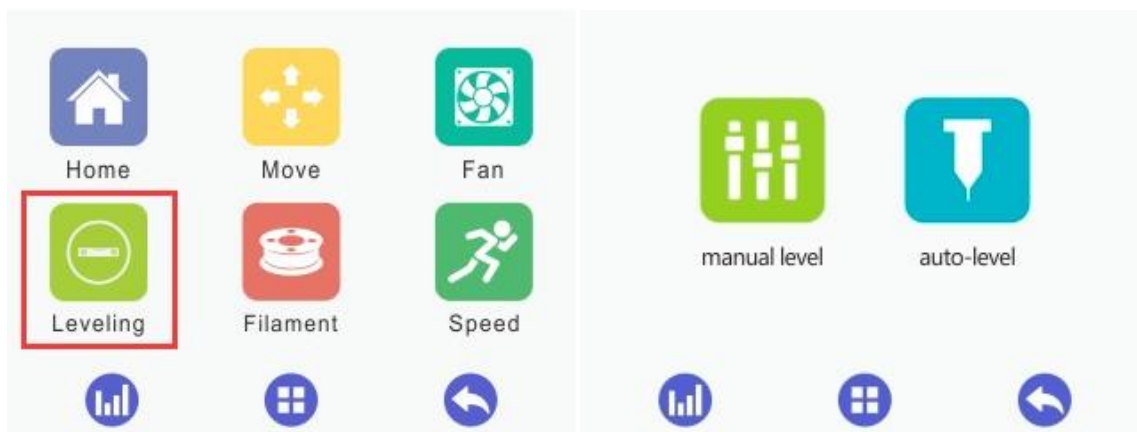 Home
Move
Fan
Leveling
Filament
Speed
manual level
auto-level